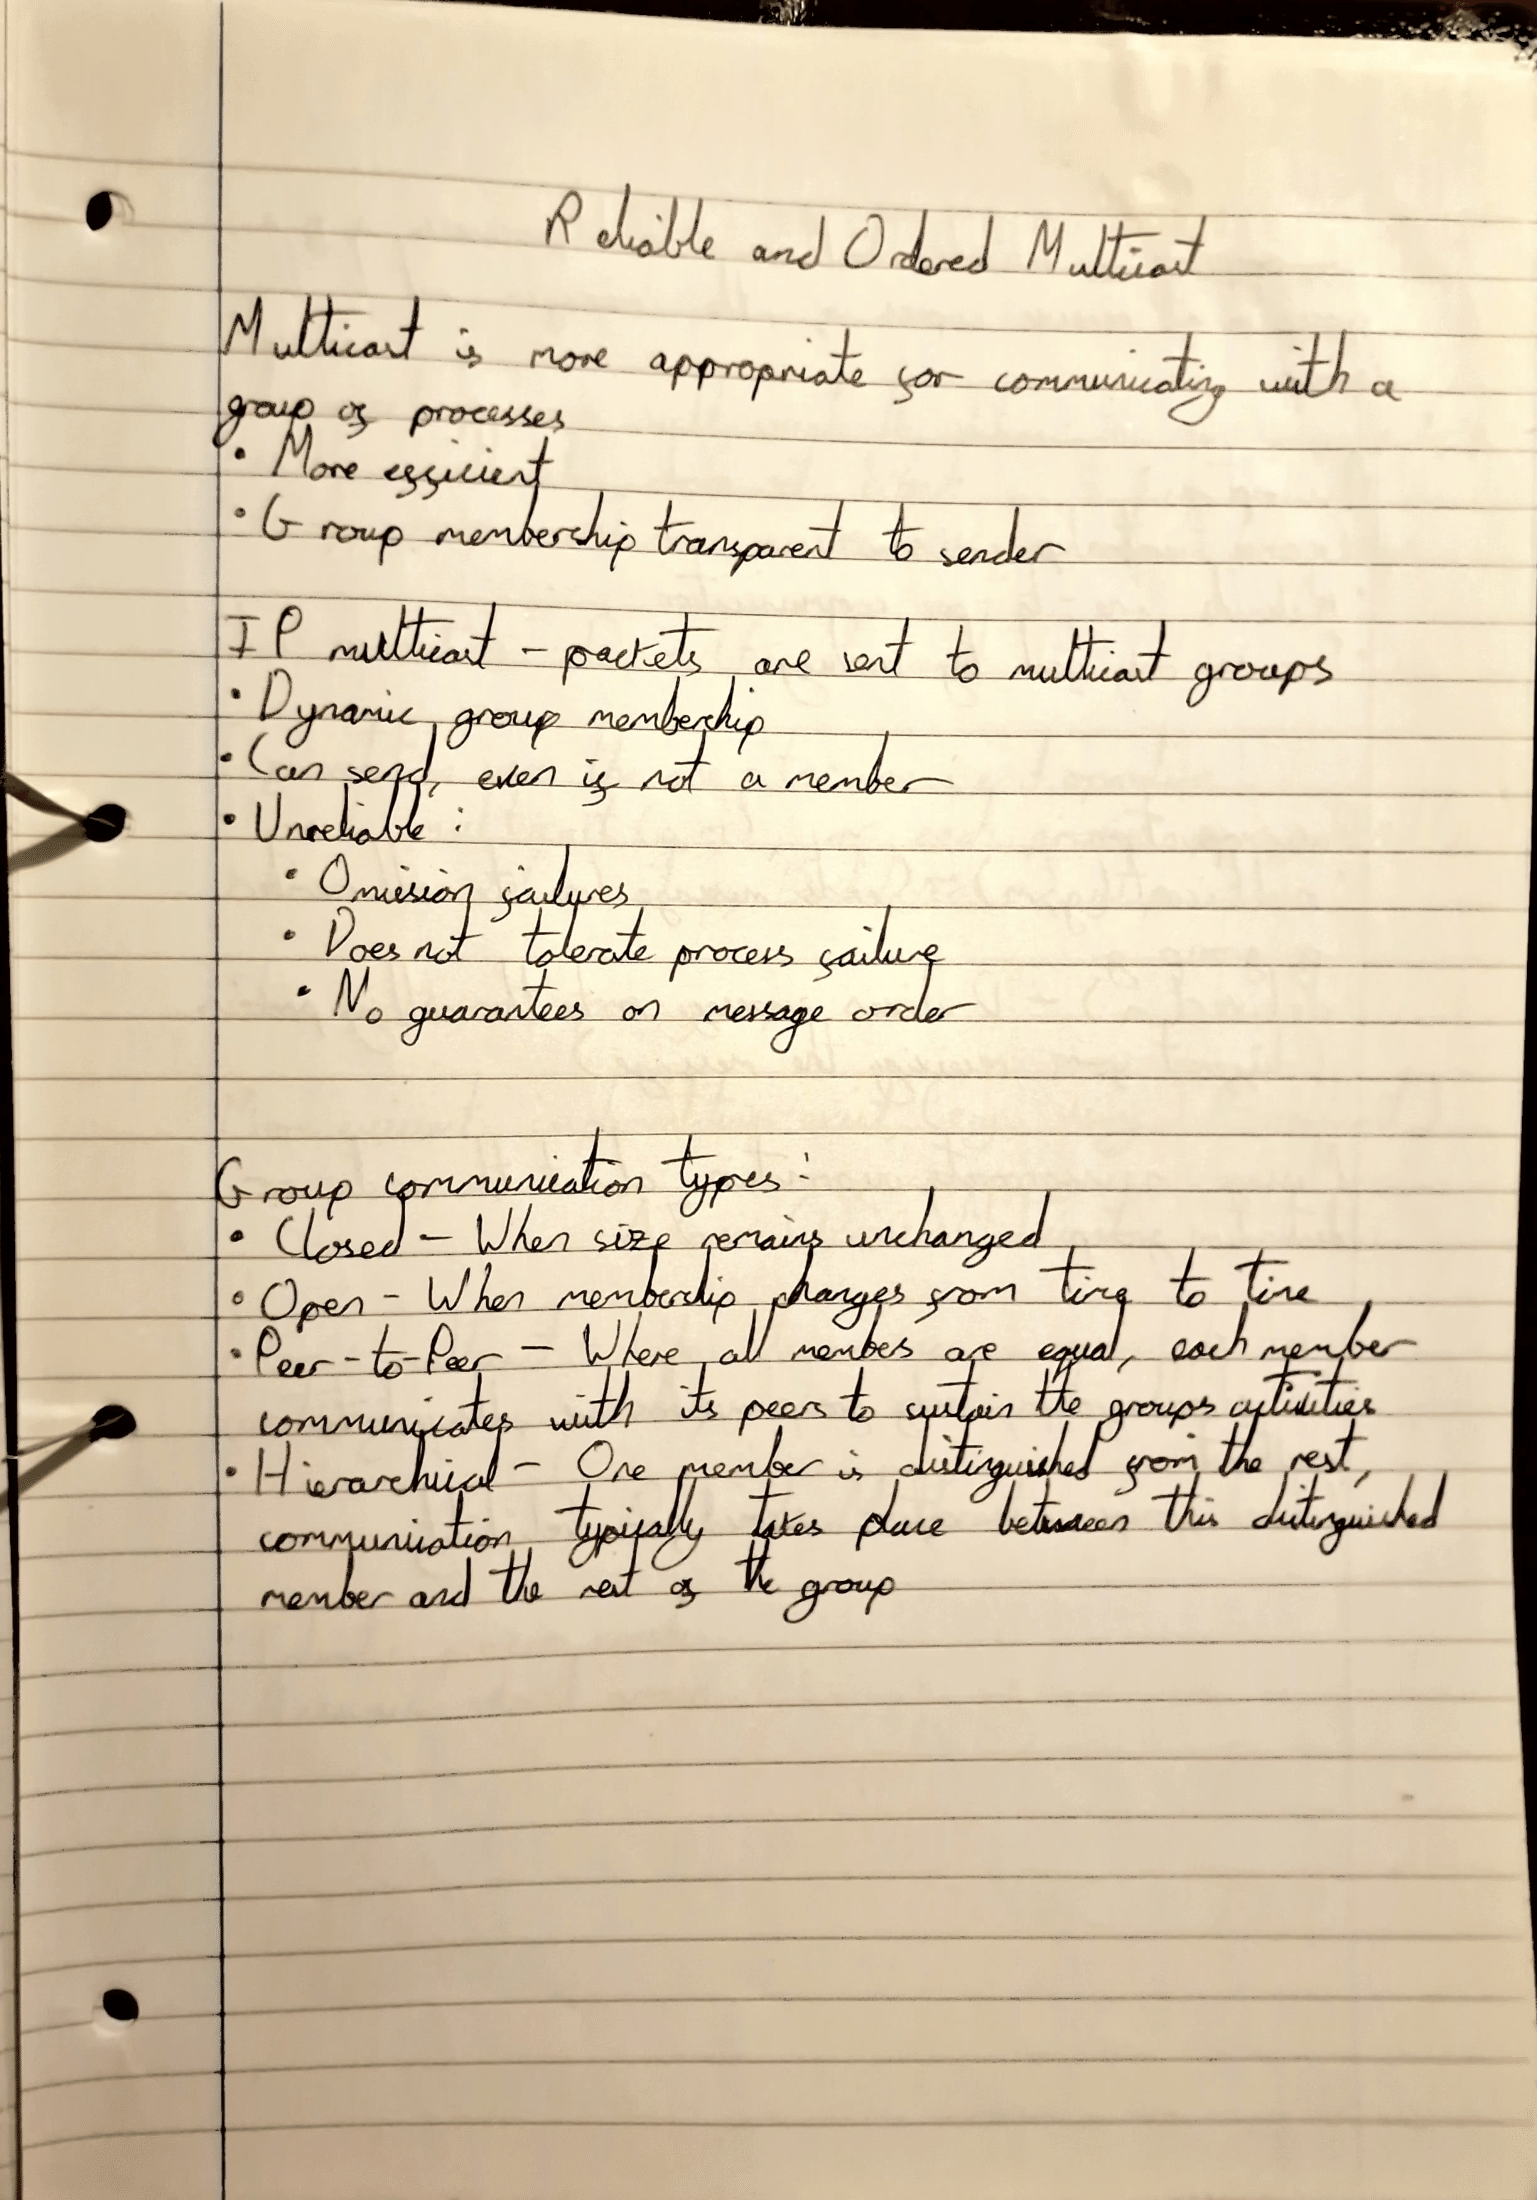 Reliable and Ordered Multicast
Multicast is more appropriate for communicating with a
group of processes
• More efficient
• Group membership transparent to sender
IP multicast - packets are sent to multicast groups
• Dynamic group membership
• Can send, even if not a member
• Unreliable:
• Omission failures
• Does not tolerate process failure
• No guarantees on message order
Group communication types:
• Closed - When size remains unchanged
• Open - When membership changes from time to time
• Peer-to-Peer - Where all members are equal, each member
communicates with its peers to sustain the groups activities
• Hierarchical - One member is distinguished from the rest,
communication typically takes place between this distinguished
member and the rest of the group